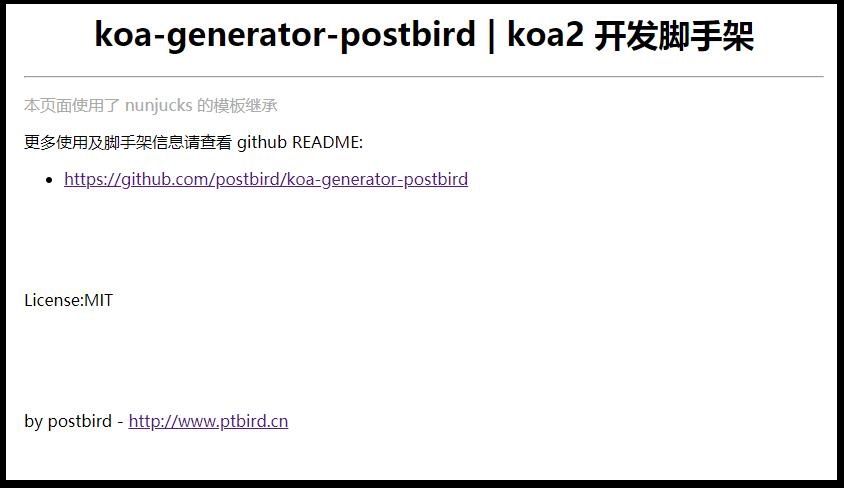 koa-generator-postbird | koa2 开发脚手架
本页面使用了 nunjucks 的模板继承
更多使用及脚手架信息请查看 github README:
https://github.com/postbird/koa-generator-postbird
License:MIT
by postbird - http://www.ptbird.cn